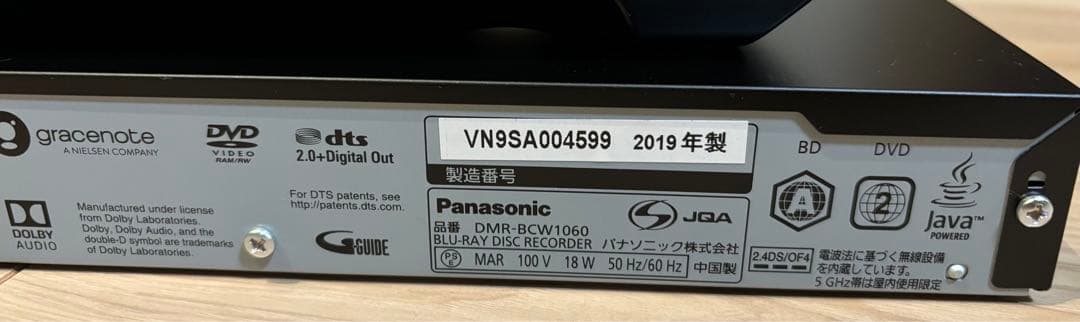 gracenote
A NIELSEN COMPANY
DVD
VIDEO
RAM/RW
dts
2.0+Digital Out
For DTS patents, see
http://patents.dts.com.
DOLBY
AUDIO
Manufactured under license
from Dolby Laboratories.
Dolby, Dolby Audio, and the
double-D symbol are trademarks
of Dolby Laboratories.
G-GUIDE
VN9SA004599 2019年製
製造番号
Panasonic
JQA
品番 DMR-BCW1060
BLU-RAY DISC RECORDER パナソニック株式会社
PS E MAR 100 V 18 W 50 Hz/60 Hz 中国製
BD
A
DVD
2
Java™
POWERED
2.4DS/OF4
電波法に基づく無線設備
を内蔵しています。
5 GHz帯は屋内使用限定